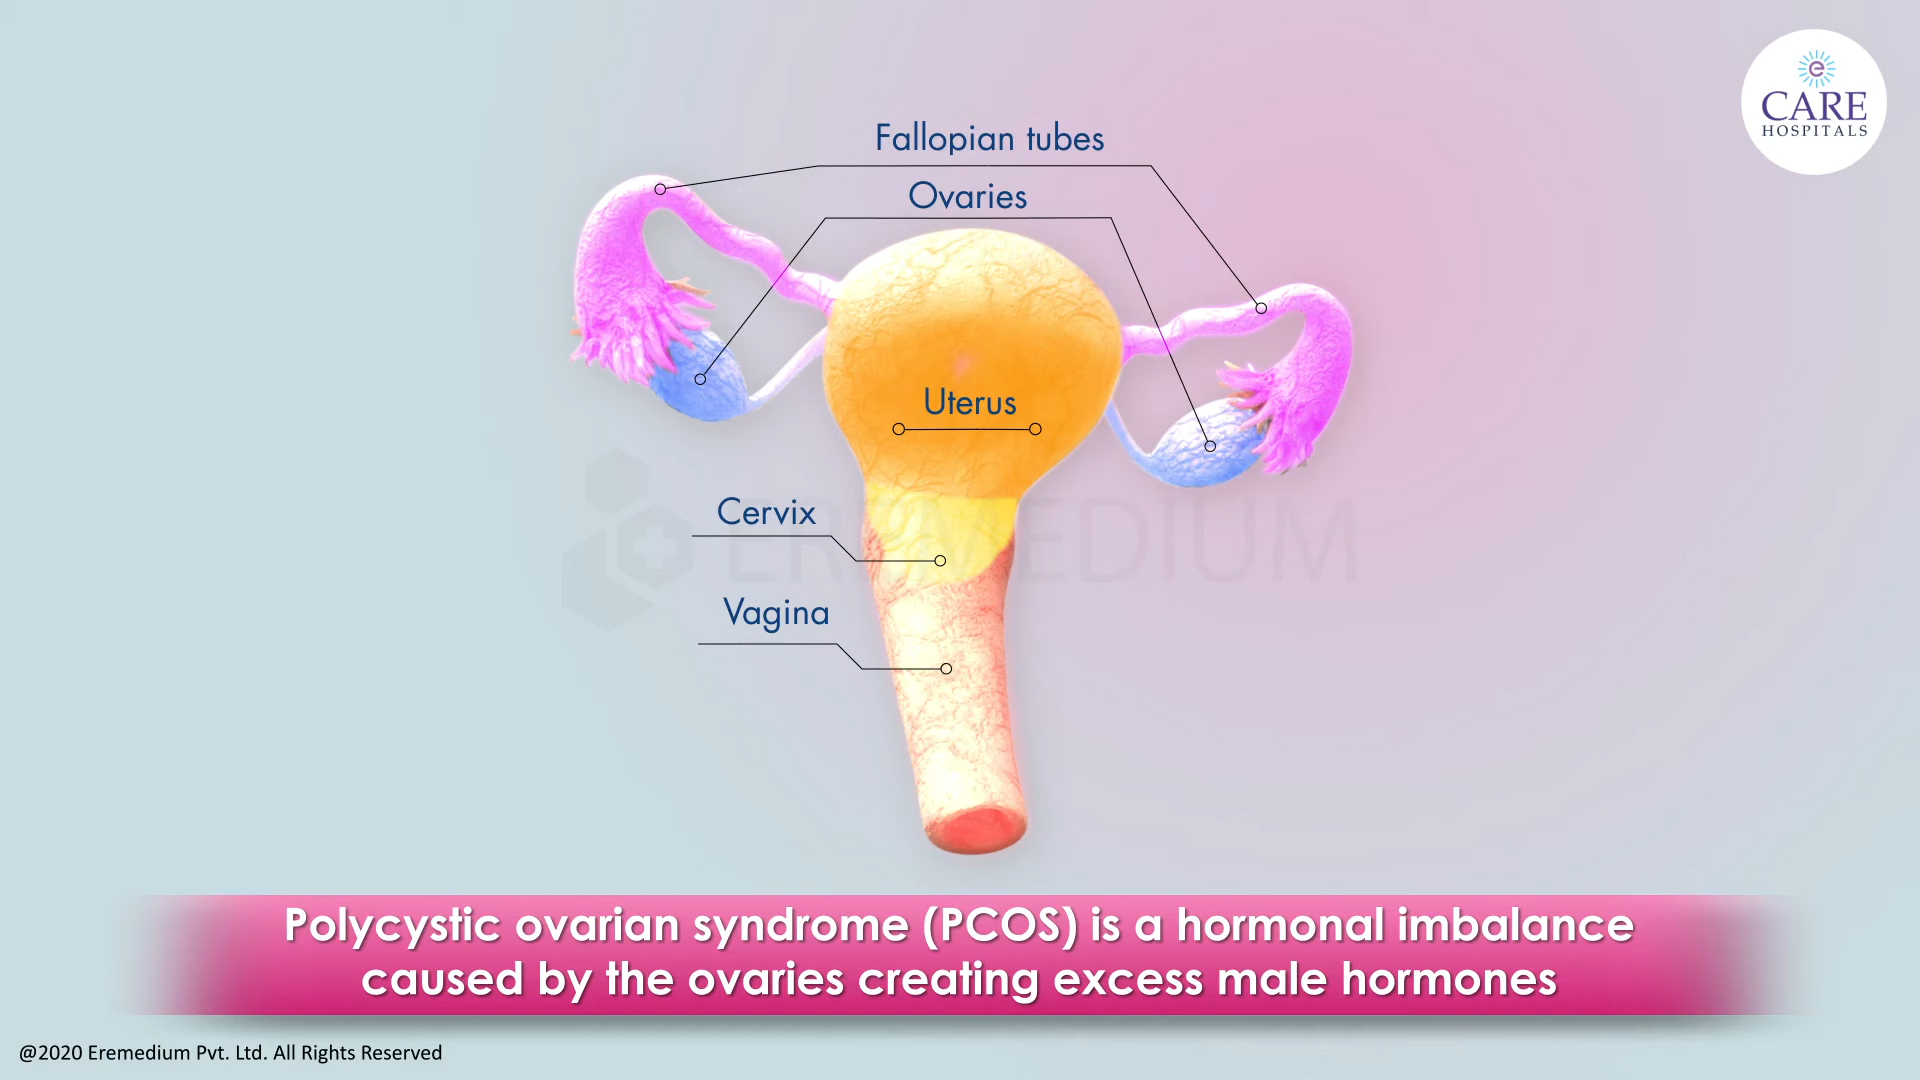 CARE
HOSPITALS
Fallopian tubes
Ovaries
Uterus
Cervix
EREMEDIUM
Vagina
Polycystic ovarian syndrome (PCOS) is a hormonal imbalance
caused by the ovaries creating excess male hormones
@2020 Eremedium Pvt. Ltd. All Rights Reserved